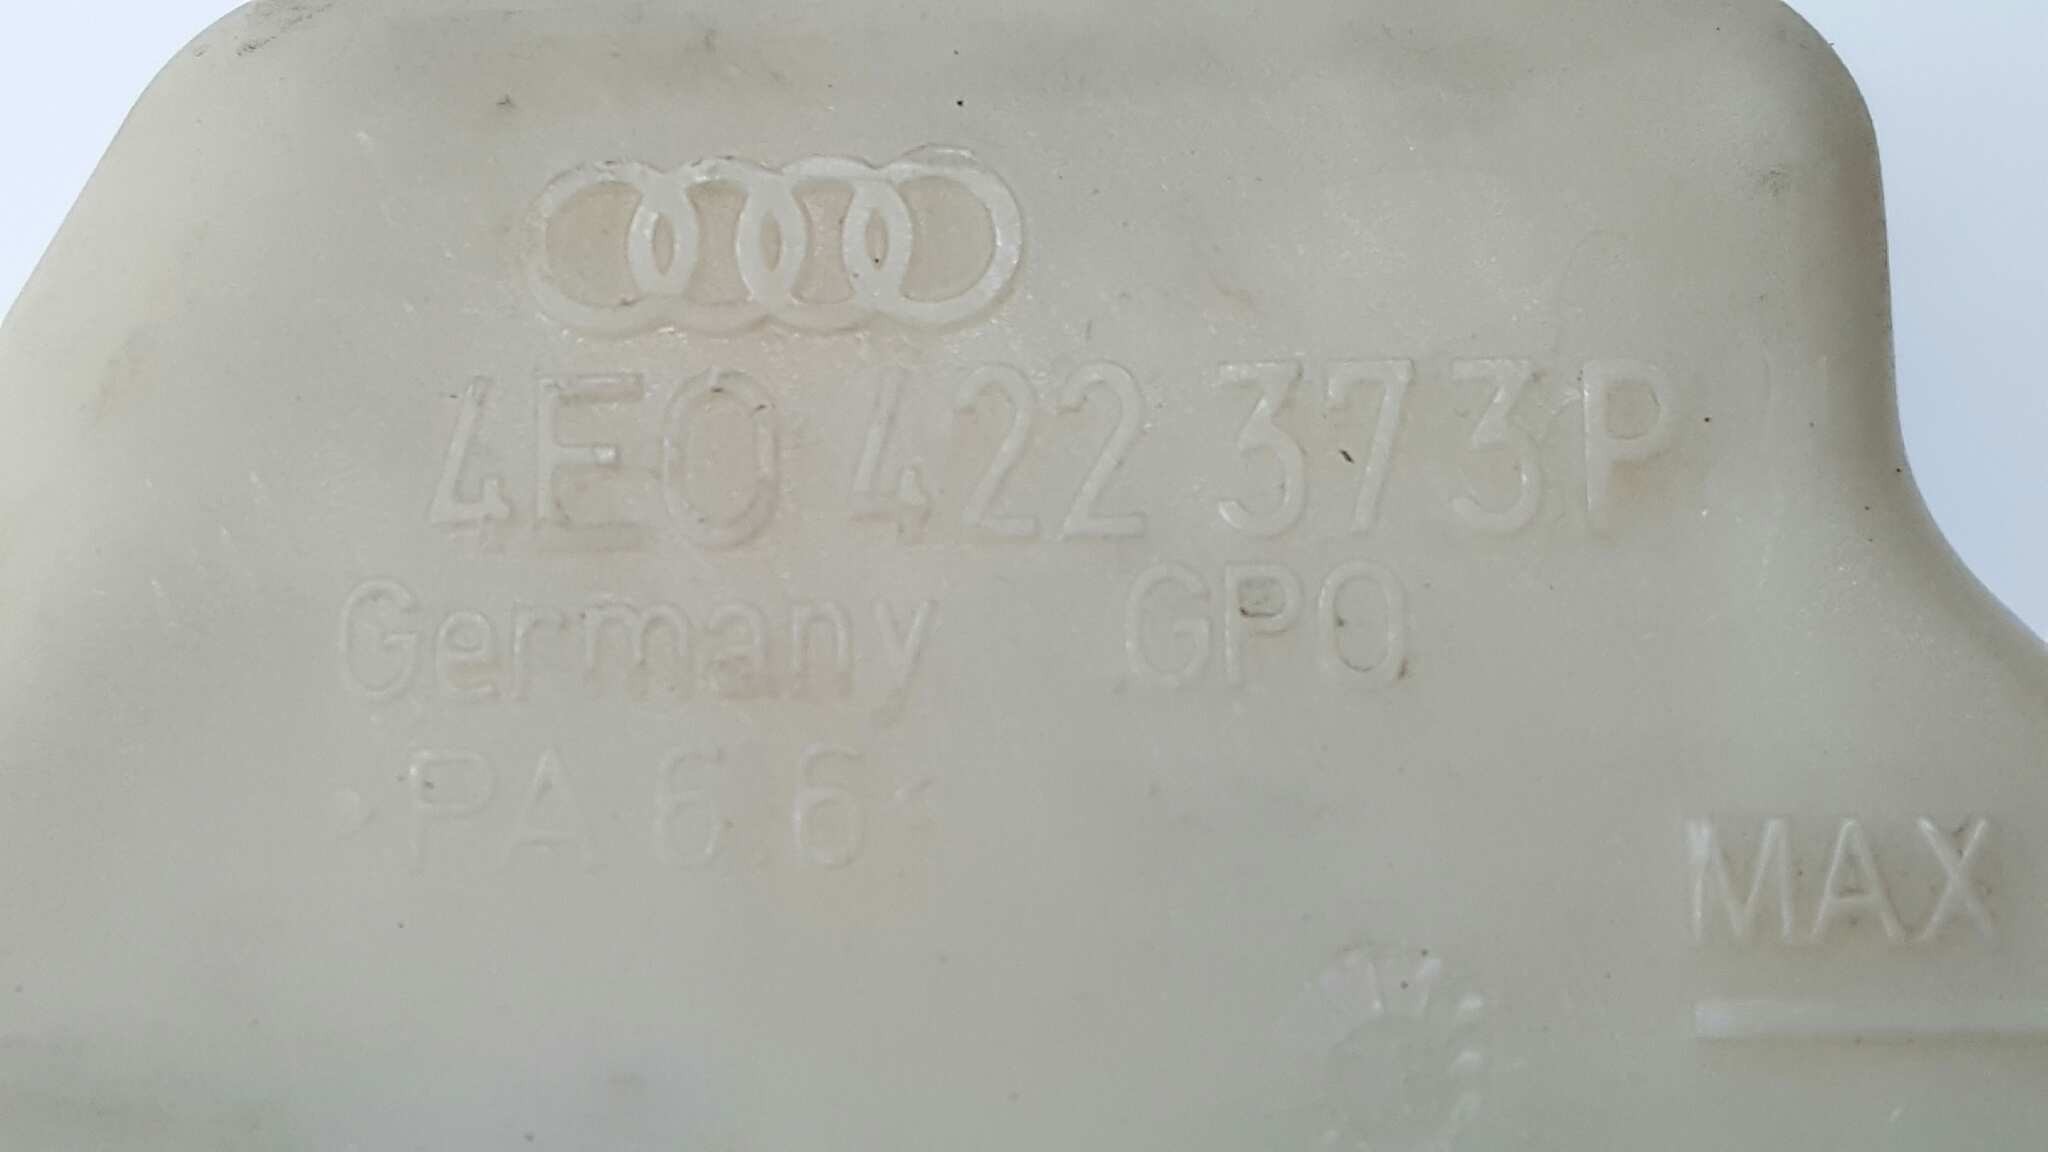 4E0 422 373P
Germany GPO
>PA 6.6<
MAX